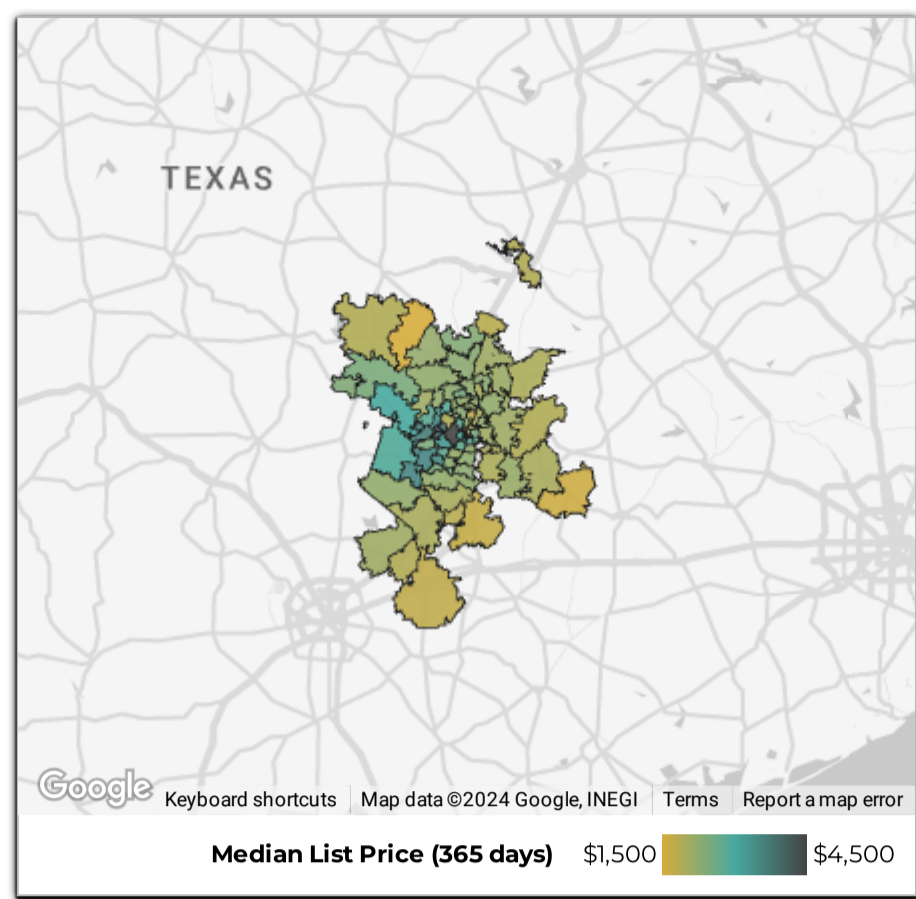 TEXAS
Google
Keyboard shortcuts
Map data ©2024 Google, INEGI
Terms
Report a map error
Median List Price (365 days)
$1,500
$4,500